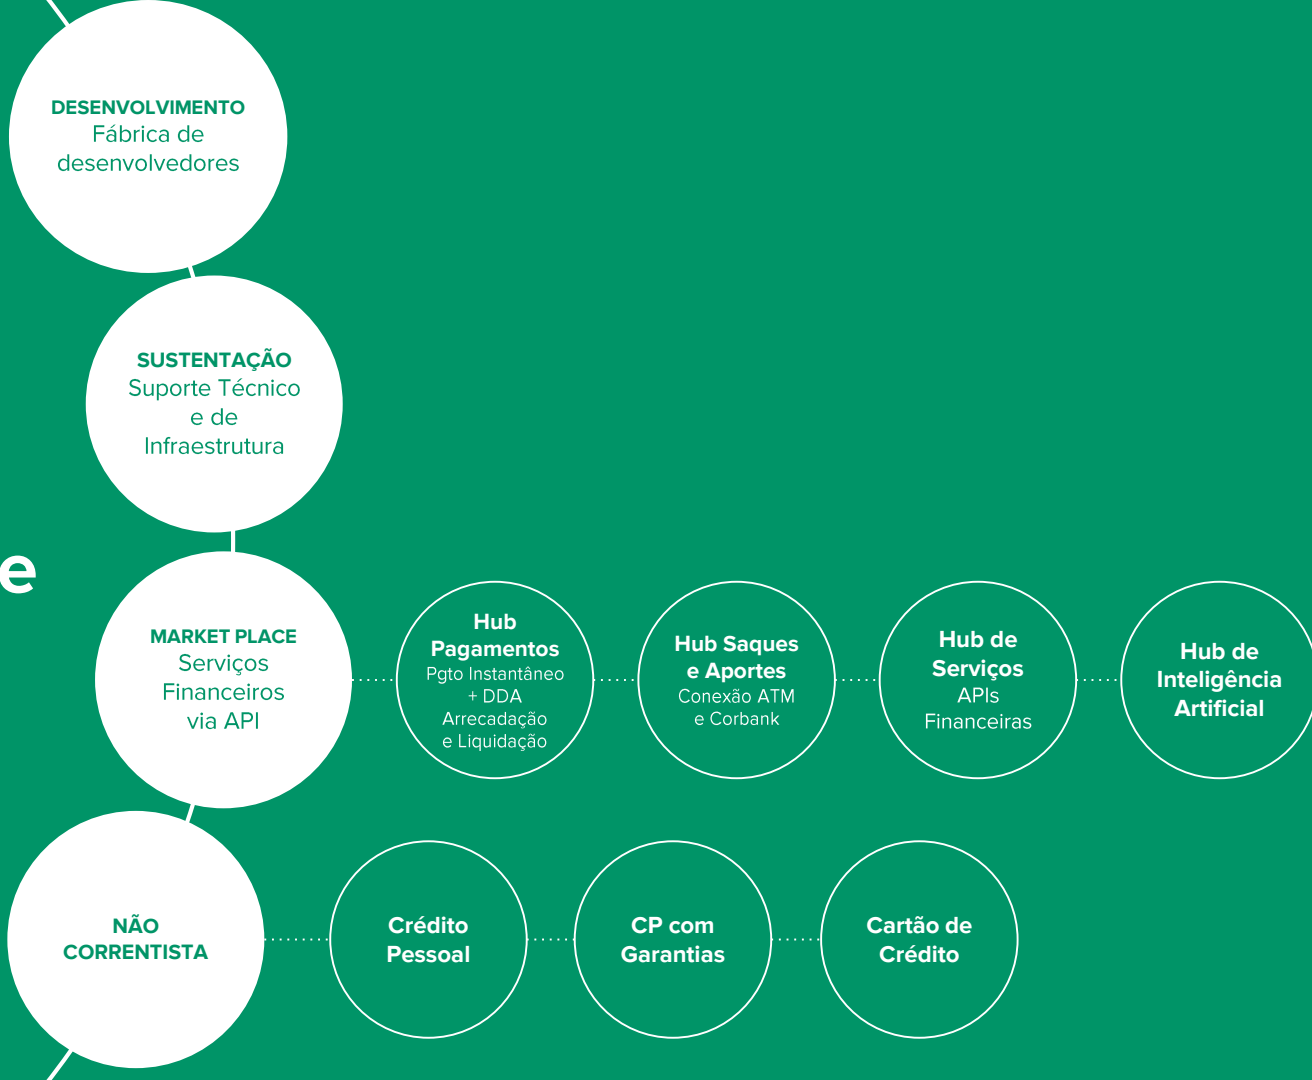 DESENVOLVIMENTO
Fábrica de
desenvolvedores
SUSTENTAÇÃO
Suporte Técnico
e de
Infraestrutura
e
MARKET PLACE
Serviços
Financeiros
via API
Hub
Pagamentos
Pgto Instantâneo
+ DDA
Arrecadação
e Liquidação
Hub Saques
e Aportes
Conexão ATM
e Corbank
Hub de
Serviços
APIs
Financeiras
Hub de
Inteligência
Artificial
NÃO
CORRENTISTA
Crédito
Pessoal
CP com
Garantias
Cartão de
Crédito